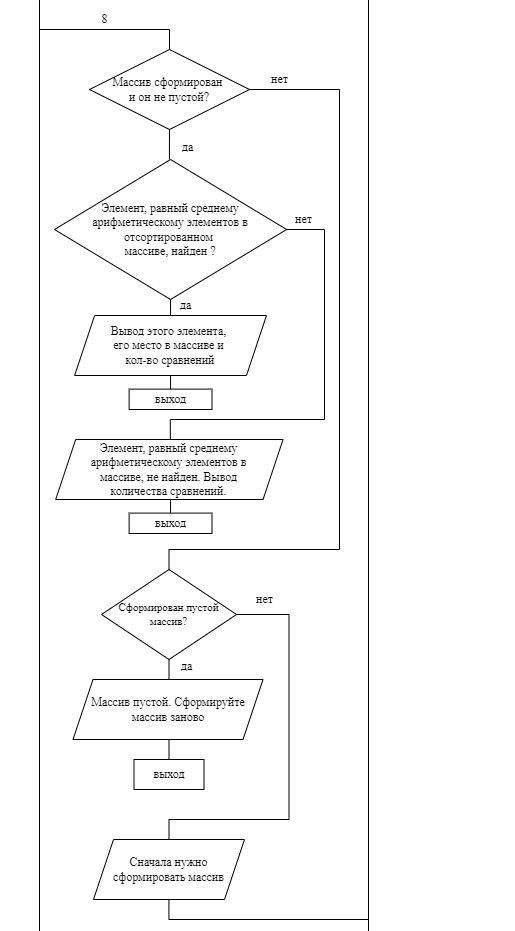 8
Массив сформирован
и он не пустой?
нет
да
Элемент, равный среднему
арифметическому элементов в
отсортированном
массиве, найден ?
нет
да
Вывод этого элемента,
его место в массиве и
кол-во сравнений
выход
Элемент, равный среднему
арифметическому элементов в
массиве, не найден. Вывод
количества сравнений.
выход
Сформирован пустой
массив?
нет
да
Массив пустой. Сформируйте
массив заново
выход
Сначала нужно
сформировать массив